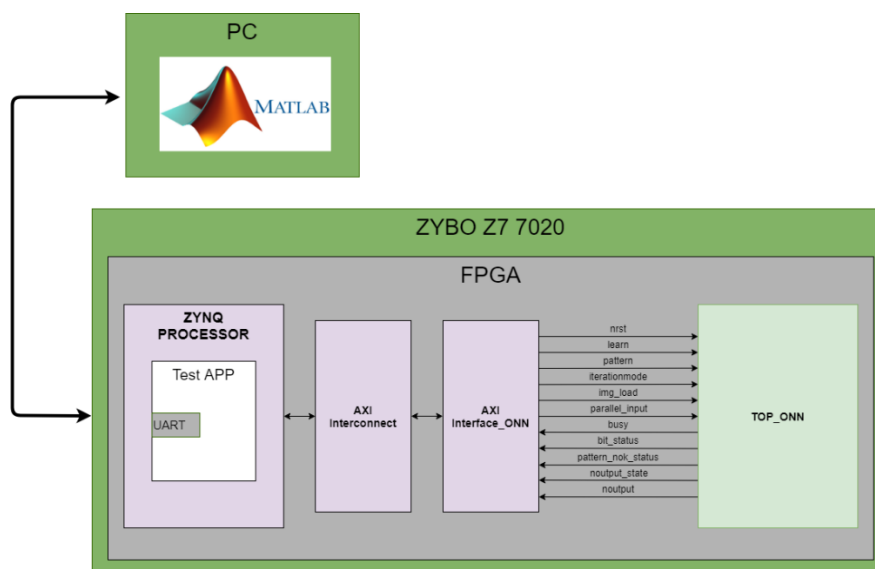 PC
MATLAB
ZYBO Z7 7020
FPGA
ZYNQ
PROCESSOR
Test APP
UART
AXI
Interconnect
AXI
Interface_ONN
nrst
learn
pattern
iterationmode
img_load
parallel_input
busy
bit_status
pattern_nok_status
noutput_state
noutput
TOP_ONN